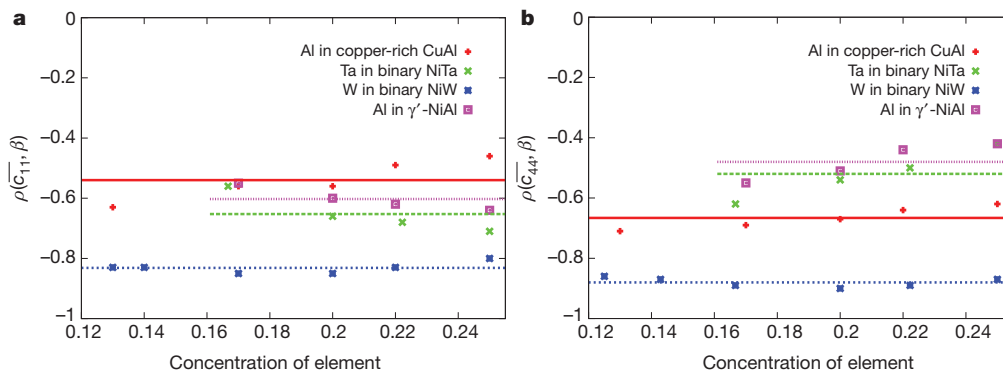 a
0
−0.2
−0.4
−0.6
−0.8
−1
ρ(c̅₁₁, β)
Al in copper-rich CuAl
Ta in binary NiTa
W in binary NiW
Al in γ′-NiAl
0.12 0.14 0.16 0.18 0.2 0.22 0.24
Concentration of element
b
0
−0.2
−0.4
−0.6
−0.8
−1
ρ(c̅₄₄, β)
Al in copper-rich CuAl
Ta in binary NiTa
W in binary NiW
Al in γ′-NiAl
0.12 0.14 0.16 0.18 0.2 0.22 0.24
Concentration of element